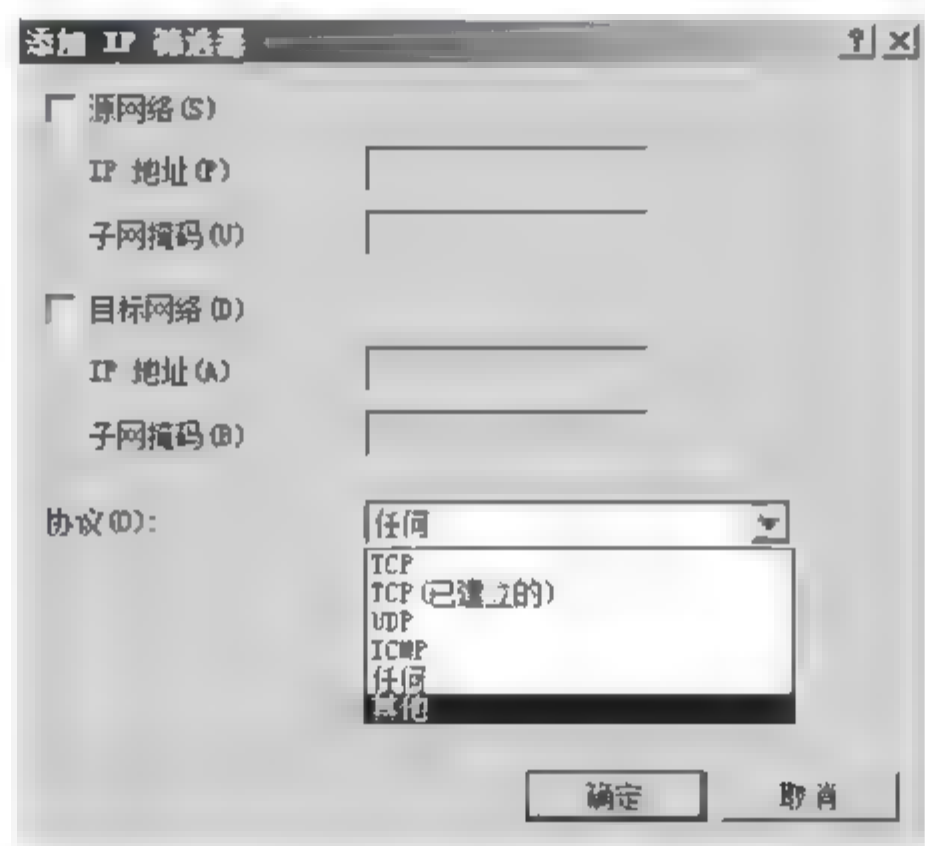 添加 IP 筛选器
源网络(S)
IP 地址(P)
子网掩码(U)
目标网络(D)
IP 地址(A)
子网掩码(B)
协议(O):
任何
TCP
TCP(已建立的)
UDP
ICMP
任何
其他
确定 取消